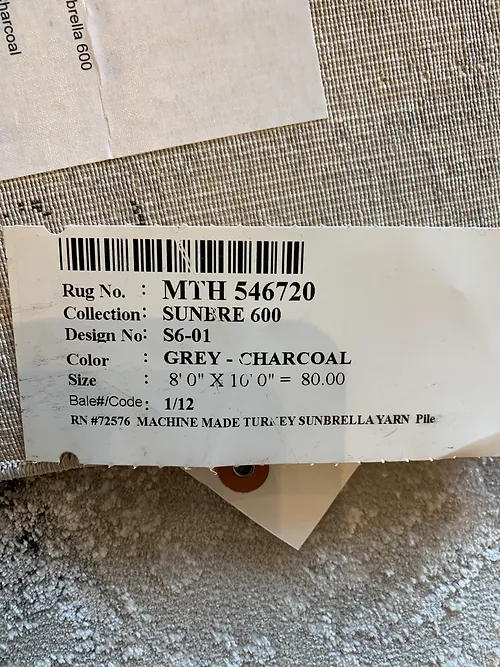 harcoal
brella 600
Rug No. : MTH 546720
Collection: SUNBRE 600
Design No: S6-01
Color : GREY - CHARCOAL
Size : 8' 0" X 10' 0" = 80.00
Bale#/Code: 1/12
RN #72576 MACHINE MADE TURKEY SUNBRELLA YARN Pile